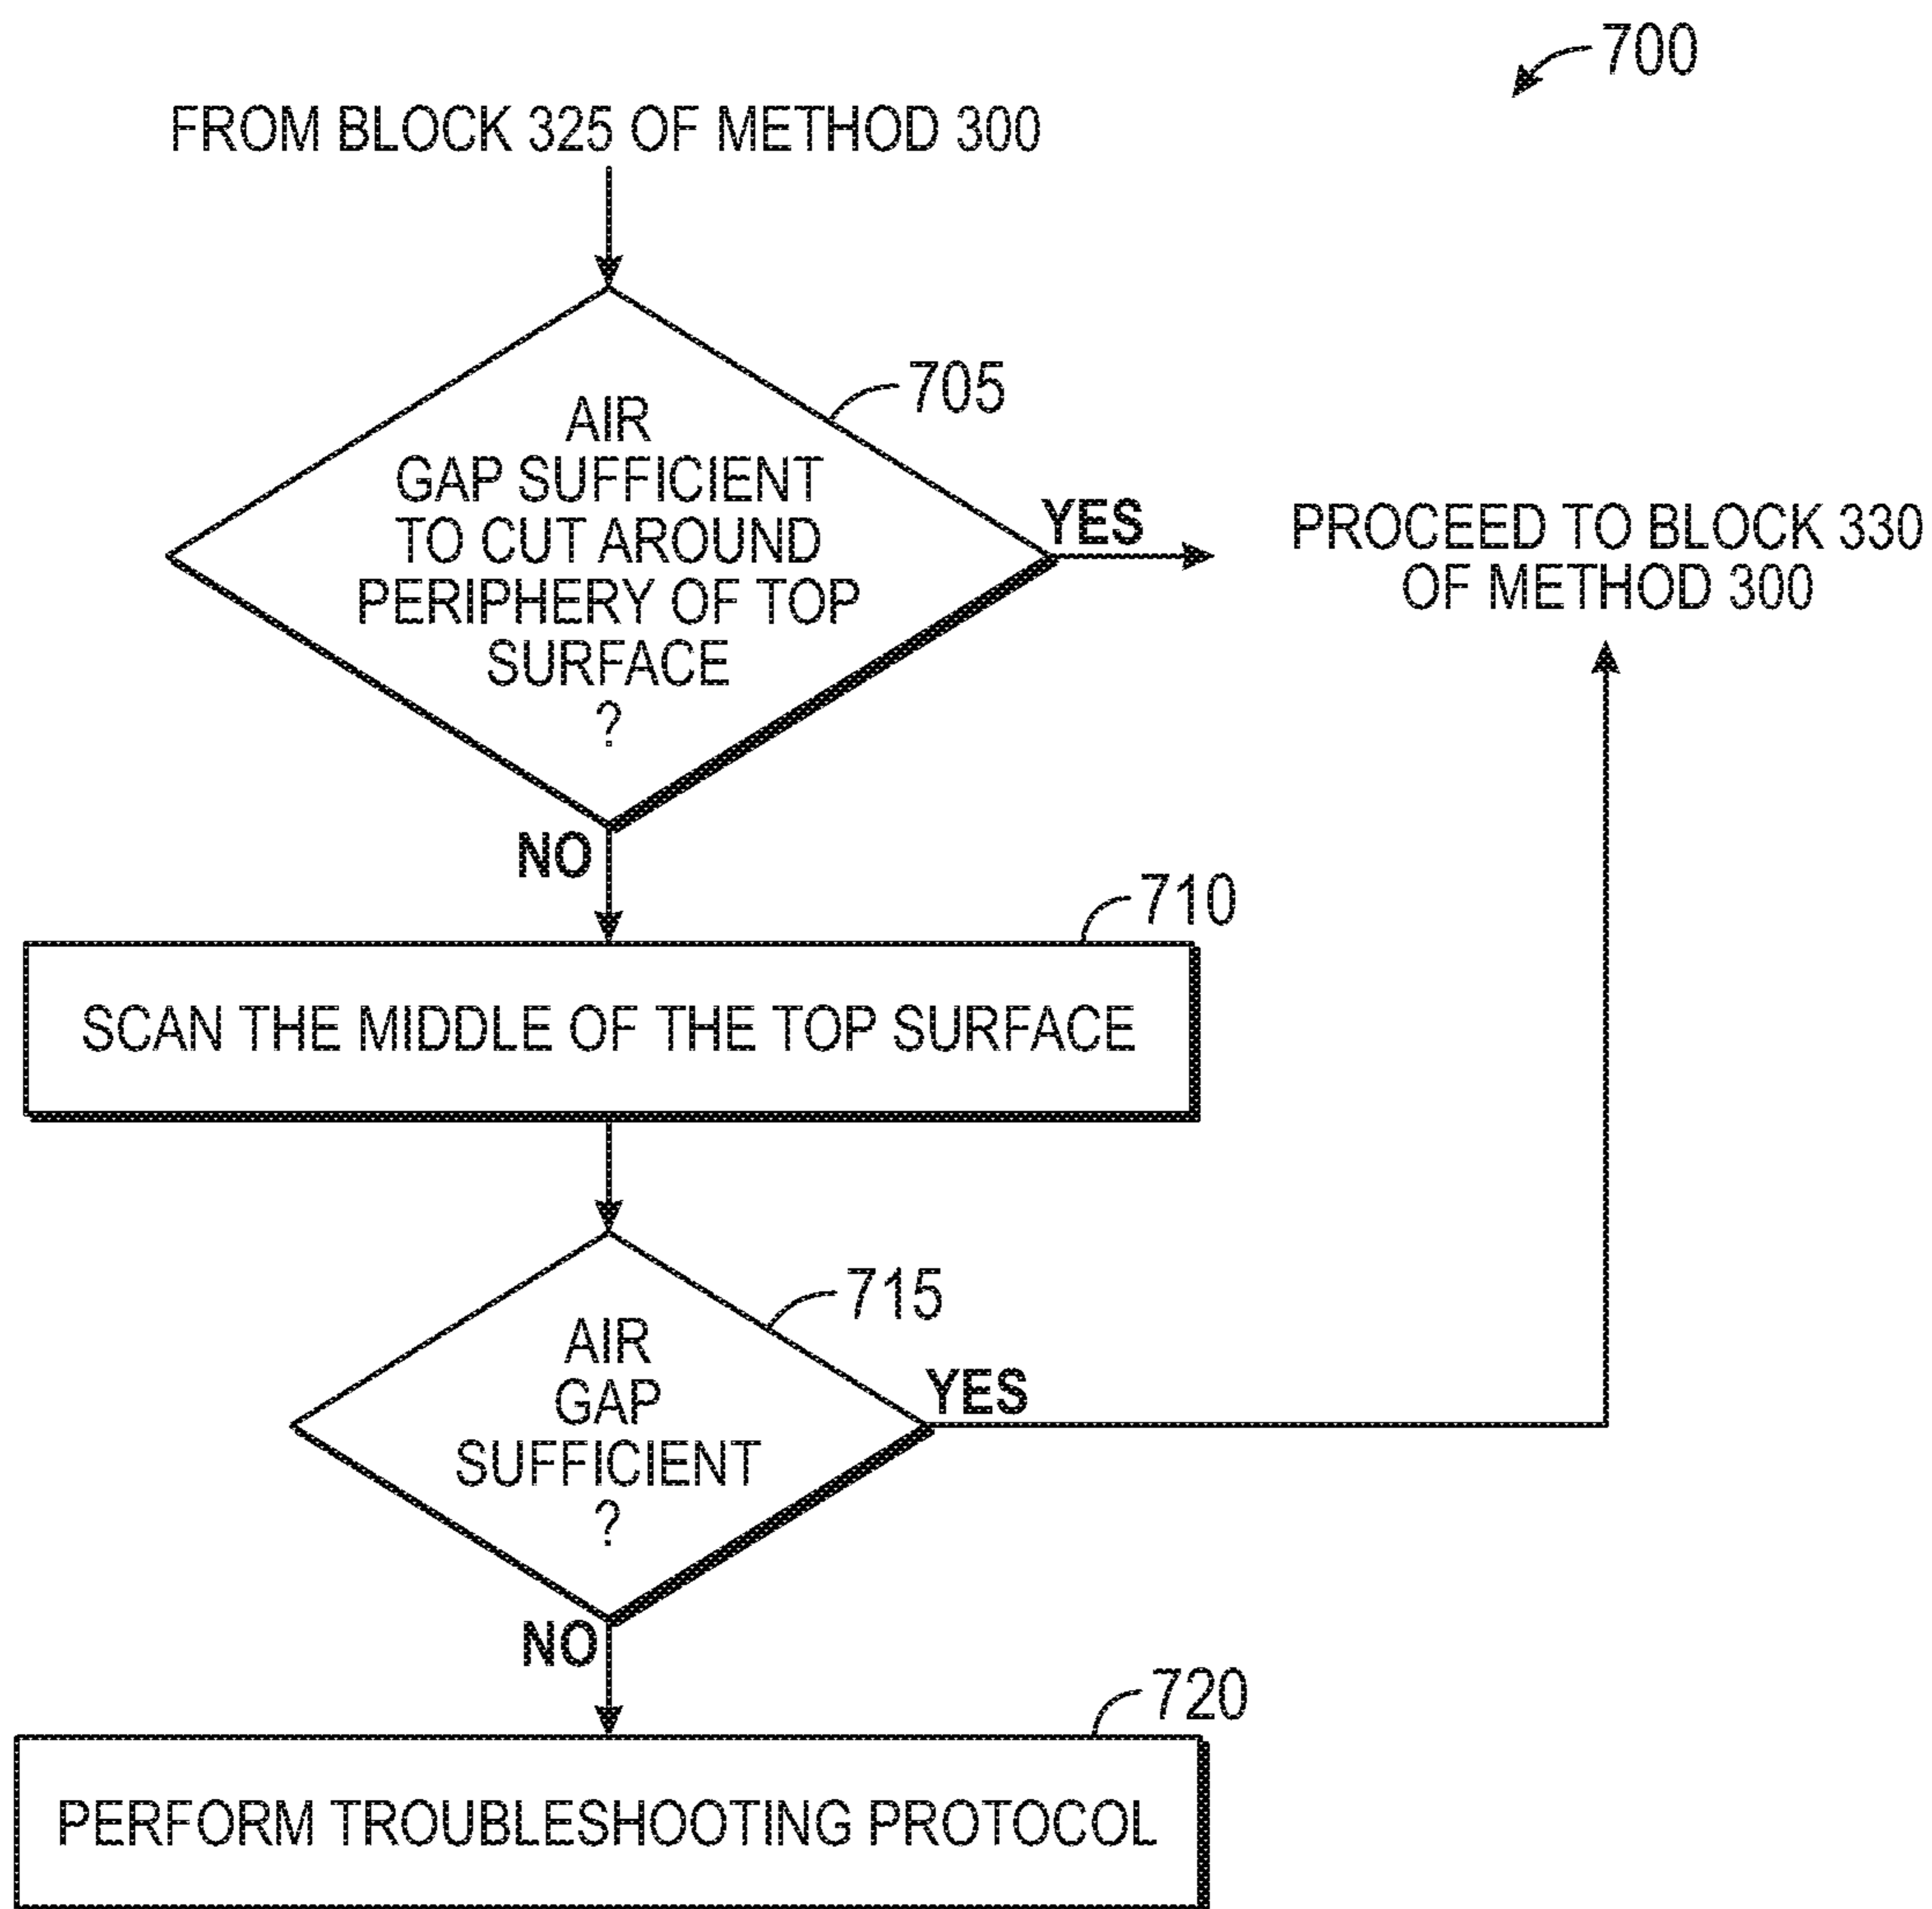 700
FROM BLOCK 325 OF METHOD 300
705
AIR
GAP SUFFICIENT
TO CUT AROUND
PERIPHERY OF TOP
SURFACE
?
YES
PROCEED TO BLOCK 330
OF METHOD 300
NO
710
SCAN THE MIDDLE OF THE TOP SURFACE
715
AIR
GAP
SUFFICIENT
?
YES
NO
720
PERFORM TROUBLESHOOTING PROTOCOL